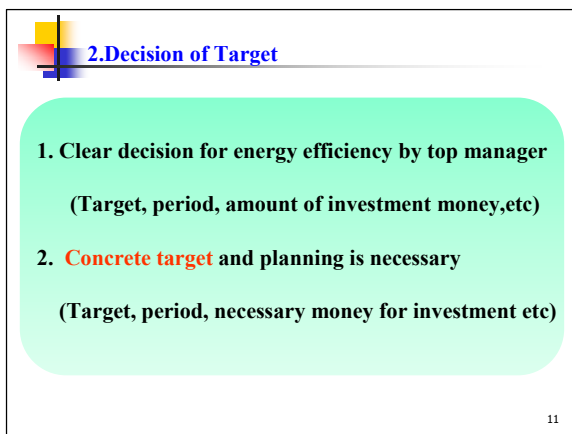 2.Decision of Target
1. Clear decision for energy efficiency by top manager
(Target, period, amount of investment money,etc)
2. Concrete target and planning is necessary
(Target, period, necessary money for investment etc)
11